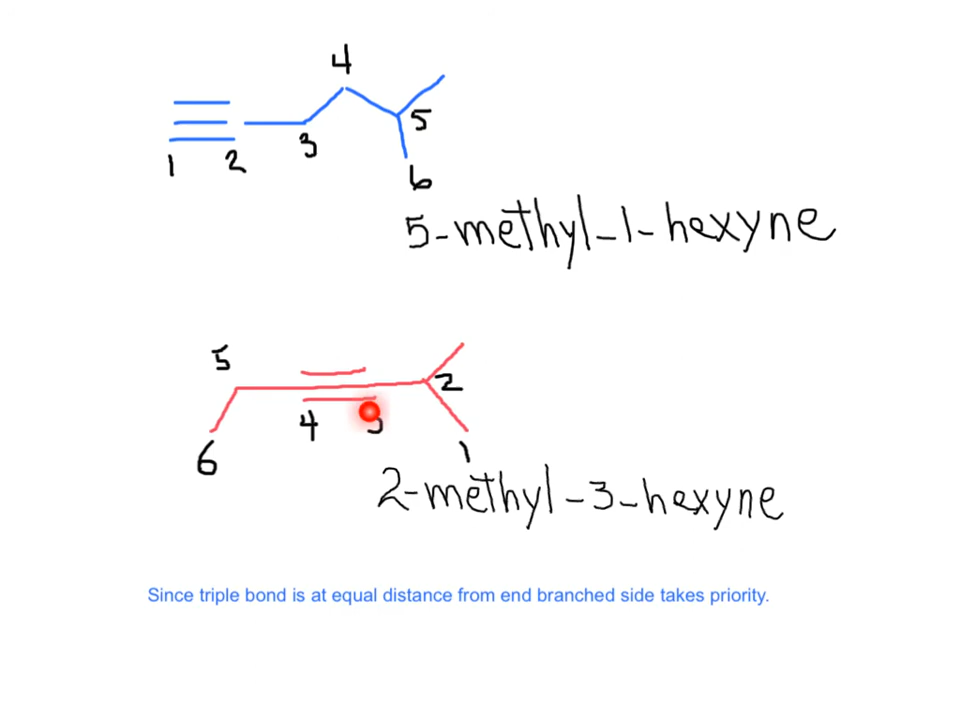 4
5
1 2 3
6
5-methyl-1-hexyne
5
2
4 3
6 1
2-methyl-3-hexyne
Since triple bond is at equal distance from end branched side takes priority.